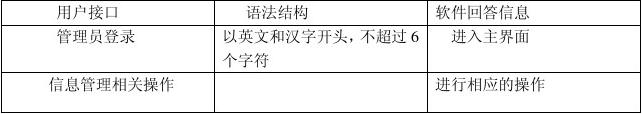 用户接口 语法结构 软件回答信息
管理员登录 以英文和汉字开头，不超过 6 进入主界面
个字符
信息管理相关操作 进行相应的操作